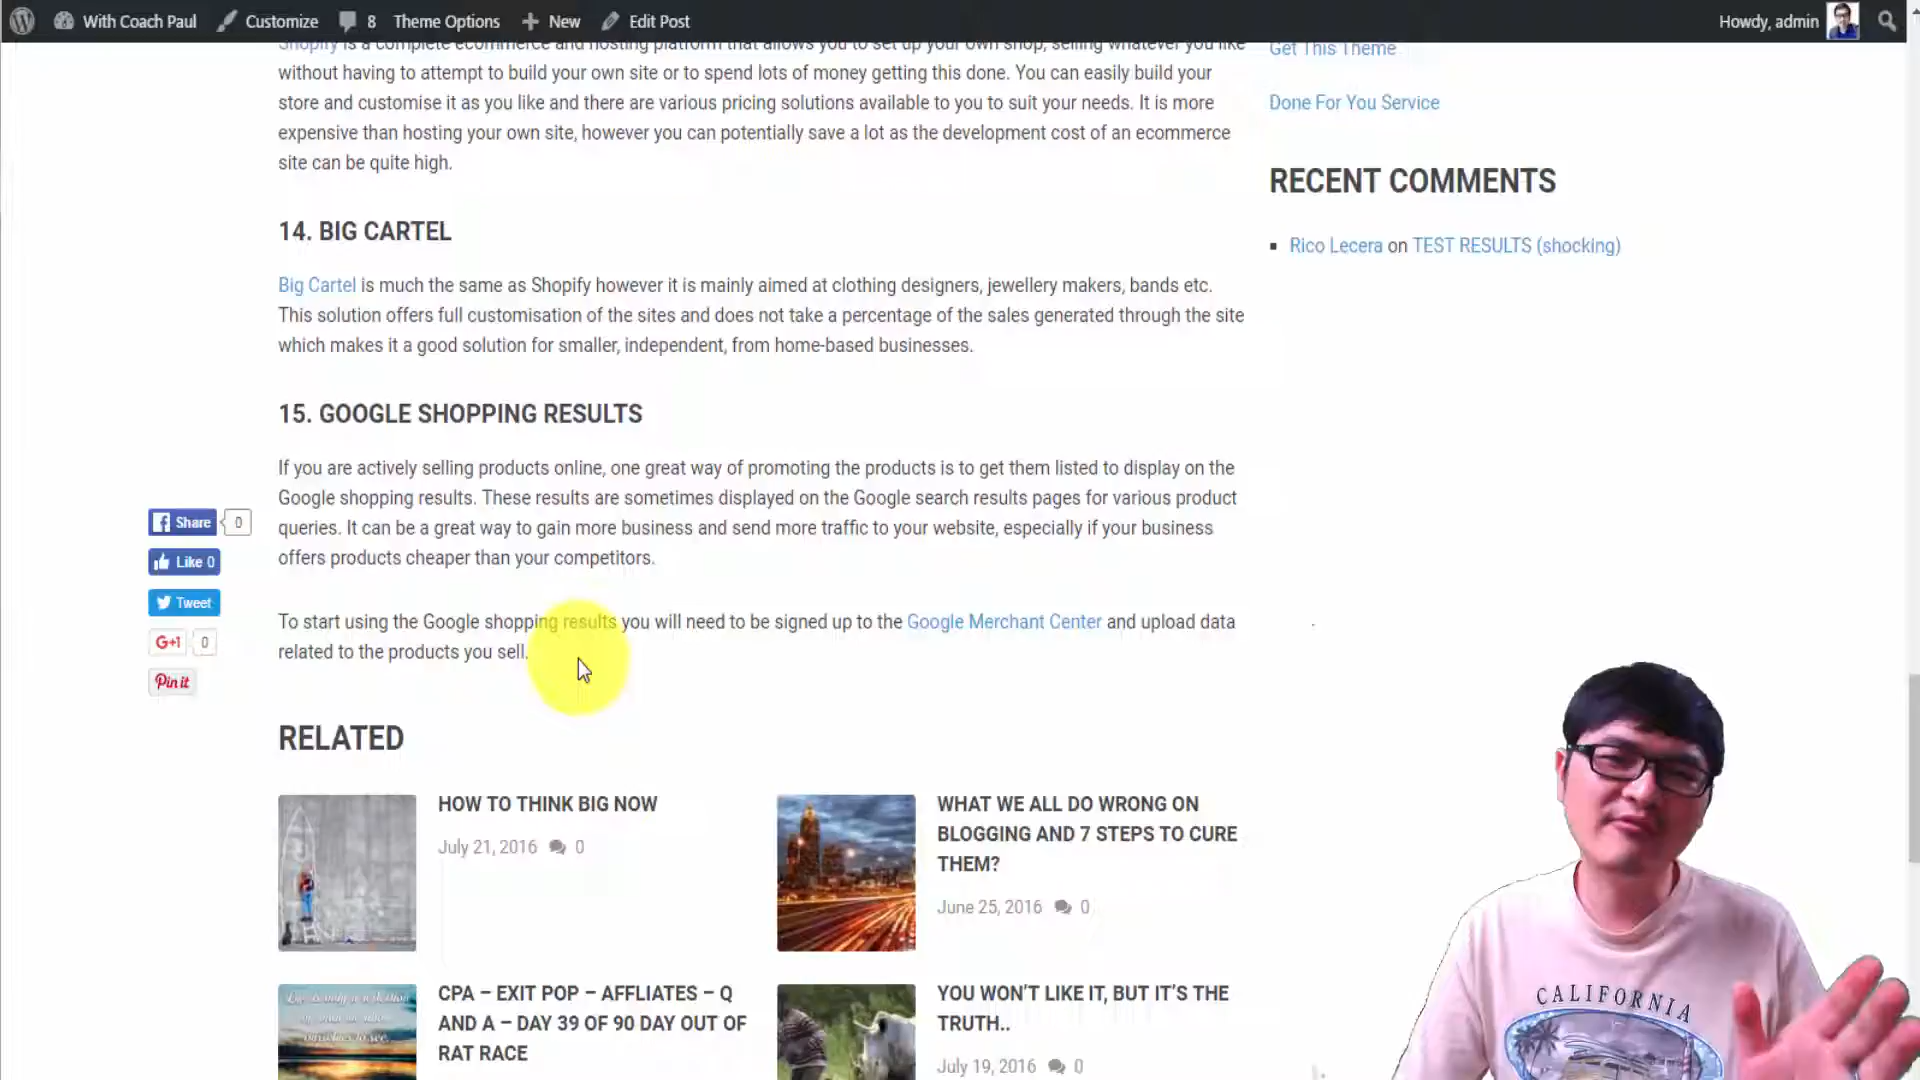 With Coach Paul Customize 8 Theme Options New Edit Post Howdy, admin
Shopify is a complete ecommerce and hosting platform that allows you to set up your own shop, selling whatever you like
without having to attempt to build your own site or to spend lots of money getting this done. You can easily build your
store and customise it as you like and there are various pricing solutions available to you to suit your needs. It is more
expensive than hosting your own site, however you can potentially save a lot as the development cost of an ecommerce
site can be quite high.
14. BIG CARTEL
Big Cartel is much the same as Shopify however it is mainly aimed at clothing designers, jewellery makers, bands etc.
This solution offers full customisation of the sites and does not take a percentage of the sales generated through the site
which makes it a good solution for smaller, independent, from home-based businesses.
15. GOOGLE SHOPPING RESULTS
If you are actively selling products online, one great way of promoting the products is to get them listed to display on the
Google shopping results. These results are sometimes displayed on the Google search results pages for various product
queries. It can be a great way to gain more business and send more traffic to your website, especially if your business
offers products cheaper than your competitors.
To start using the Google shopping results you will need to be signed up to the Google Merchant Center and upload data
related to the products you sell.
Share 0
Like 0
Tweet
G+1 0
Pin it
RELATED
HOW TO THINK BIG NOW
July 21, 2016 0
WHAT WE ALL DO WRONG ON
BLOGGING AND 7 STEPS TO CURE
THEM?
June 25, 2016 0
CPA – EXIT POP – AFFLIATES – Q
AND A – DAY 39 OF 90 DAY OUT OF
RAT RACE
YOU WON'T LIKE IT, BUT IT'S THE
TRUTH..
July 19, 2016 0
Get This Theme
Done For You Service
RECENT COMMENTS
Rico Lecera on TEST RESULTS (shocking)
CALIFORNIA